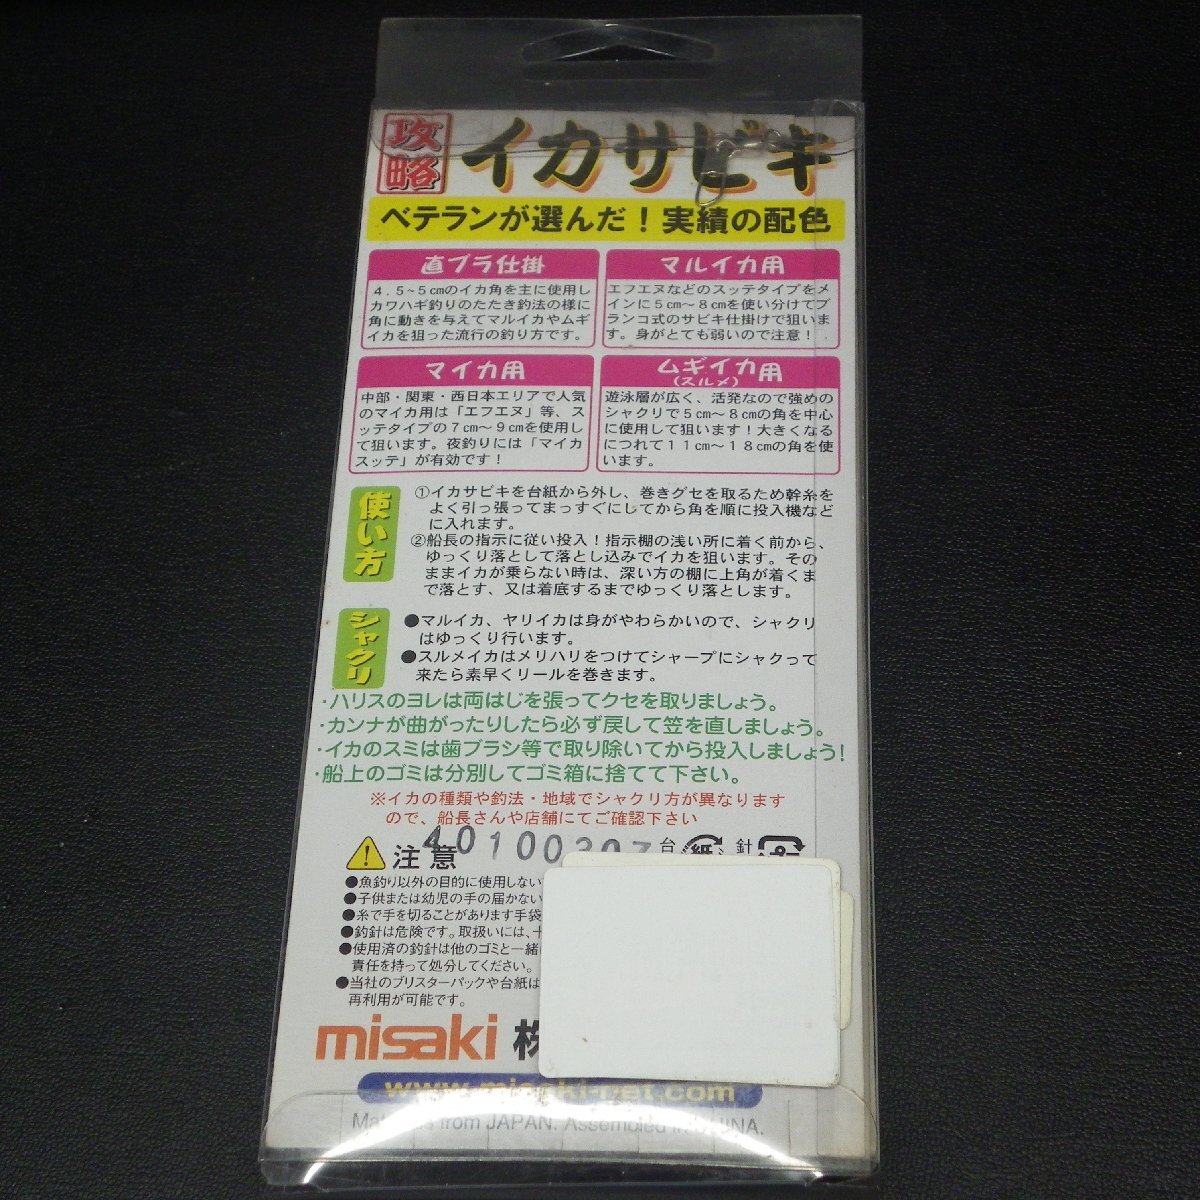 攻略 イカサビキ
ベテランが選んだ！実績の配色
直ブラ仕掛
４．５~５㎝のイカ角を主に使用し
カワハギ釣りのたたき釣法の様に
角に動きを与えてマルイカやムギ
イカを狙った流行の釣り方です。
マルイカ用
エフエヌなどのスッテタイプをメ
インに５㎝〜８㎝を使い分けてブ
ランコ式のサビキ仕掛けで狙いま
す。身がとても弱いので注意！
マイカ用
中部・関東・西日本エリアで人気
のマイカ用は「エフエヌ」等、ス
ッテタイプの７㎝〜９㎝を使用し
て狙います。夜釣りには「マイカ
スッテ」が有効です！
ムギイカ用
(スルメ)
遊泳層が広く、活発なので強めの
シャクリで５㎝〜８㎝の角を中心
に使用して狙います！大きくなる
につれて１１㎝〜１８㎝の角を使
います。
使い方
①イカサビキを台紙から外し、巻きグセを取るため幹糸を
よく引っ張ってまっすぐにしてから角を順に投入機など
に入れます。
②船長の指示に従い投入！指示棚の浅い所に着く前から、
ゆっくり落として落とし込みでイカを狙います。その
ままイカが乗らない時は、深い方の棚に上角が着くま
で落とす、又は着底するまでゆっくり落とします。
シャクリ
●マルイカ、ヤリイカは身がやわらかいので、シャクリ
はゆっくり行います。
●スルメイカはメリハリをつけてシャープにシャクって
来たら素早くリールを巻きます。
・ハリスのヨレは両はじを張ってクセを取りましょう。
・カンナが曲がったりしたら必ず戻して笠を直しましょう。
・イカのスミは歯ブラシ等で取り除いてから投入しましょう！
・船上のゴミは分別してゴミ箱に捨てて下さい。
※イカの種類や釣法・地域でシャクリ方が異なります
ので、船長さんや店舗にてご確認下さい
注意
台 紙 針
●魚釣り以外の目的に使用しない
●子供または幼児の手の届かない
●糸で手を切ることがあります手袋
●釣針は危険です。取扱いには、十
●使用済の釣針は他のゴミと一緒に
責任を持って処分してください。
●当社のブリスターパックや台紙は
再利用が可能です。
misaki 株
www.misaki-net.com
Materials from JAPAN. Assembled in CHINA.